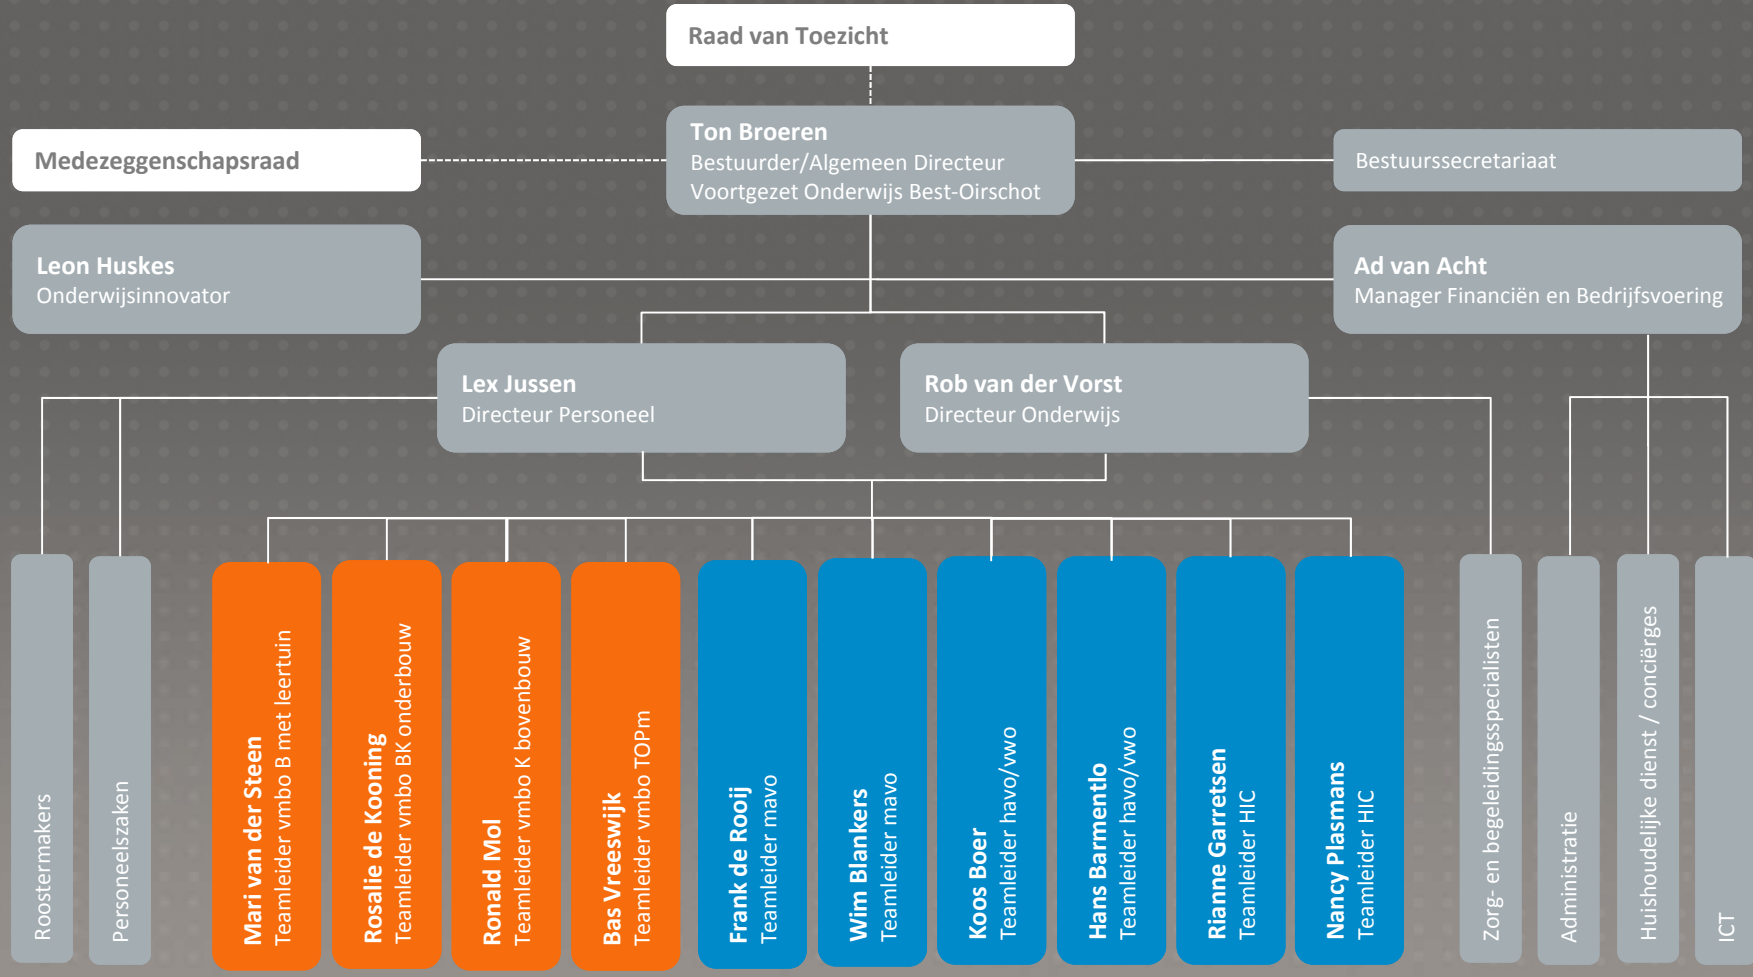 Raad van Toezicht
Medezeggenschapsraad
Ton Broeren
Bestuurder/Algemeen Directeur
Voortgezet Onderwijs Best-Oirschot
Bestuurssecretariaat
Leon Huskes
Onderwijsinnovator
Ad van Acht
Manager Financiën en Bedrijfsvoering
Lex Jussen
Directeur Personeel
Rob van der Vorst
Directeur Onderwijs
Roostermakers
Personeelszaken
Mari van der Steen
Teamleider vmbo B met leertuin
Rosalie de Kooning
Teamleider vmbo BK onderbouw
Ronald Mol
Teamleider vmbo K bovenbouw
Bas Vreeswijk
Teamleider vmbo TOPm
Frank de Rooij
Teamleider mavo
Wim Blankers
Teamleider mavo
Koos Boer
Teamleider havo/vwo
Hans Barmentlo
Teamleider havo/vwo
Rianne Garretsen
Teamleider HIC
Nancy Plasmans
Teamleider HIC
Zorg- en begeleidingsspecialisten
Administratie
Huishoudelijke dienst / conciërges
ICT